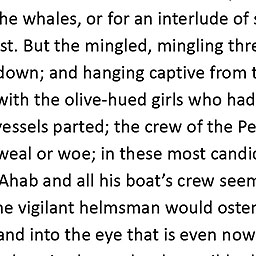 he whales, or for an interlude of s
st. But the mingled, mingling thre
down; and hanging captive from t
with the olive-hued girls who had
vessels parted; the crew of the Pe
weal or woe; in these most candid
Ahab and all his boat's crew seem
he vigilant helmsman would osten
and into the eye that is even now